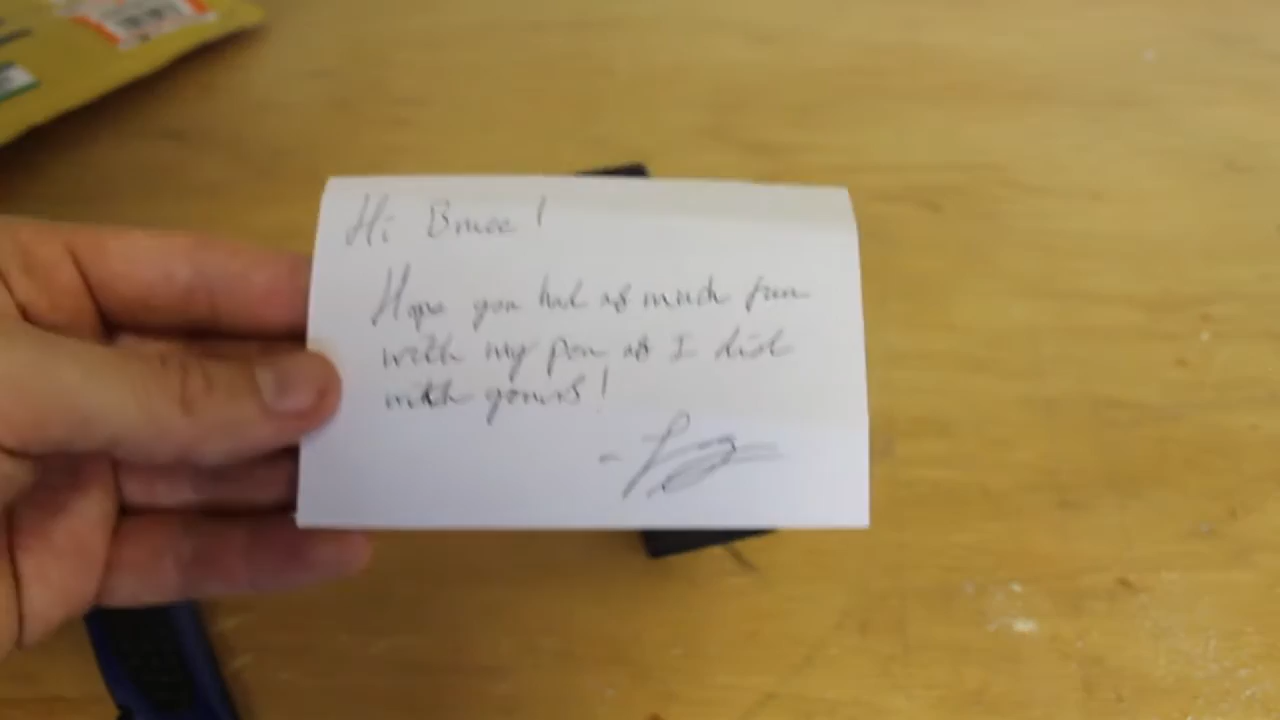 Hi Bruce!
Hope you had as much fun
with my pen as I did
with yours!
-